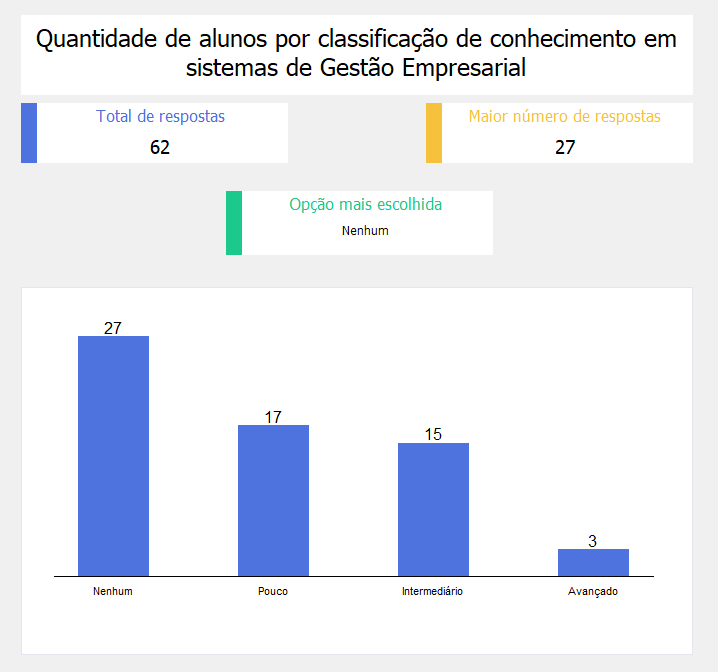 Quantidade de alunos por classificação de conhecimento em
sistemas de Gestão Empresarial
Total de respostas
62
Maior número de respostas
27
Opção mais escolhida
Nenhum
27
17
15
3
Nenhum
Pouco
Intermediário
Avançado